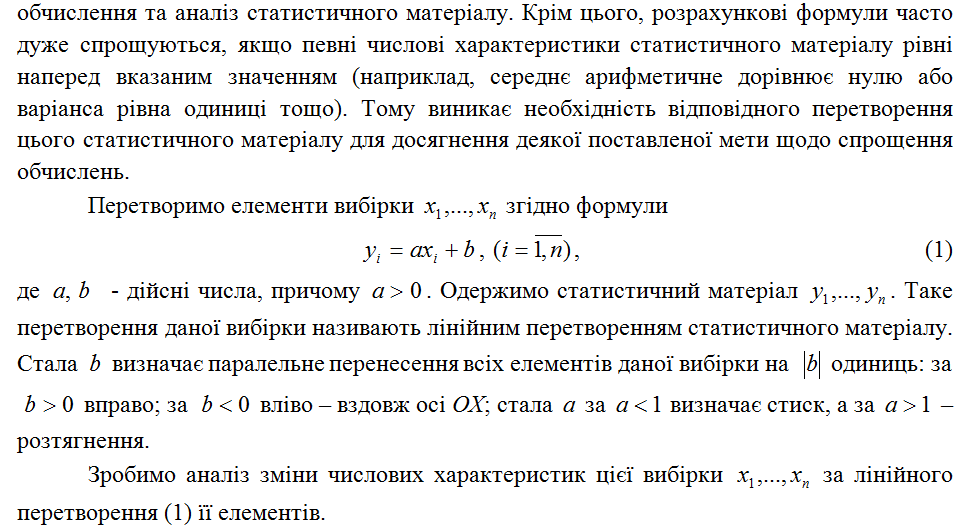 обчислення та аналіз статистичного матеріалу. Крім цього, розрахункові формули часто
дуже спрощуються, якщо певні числові характеристики статистичного матеріалу рівні
наперед вказаним значенням (наприклад, середнє арифметичне дорівнює нулю або
варіанса рівна одиниці тощо). Тому виникає необхідність відповідного перетворення
цього статистичного матеріалу для досягнення деякої поставленої мети щодо спрощення
обчислень.
Перетворимо елементи вибірки x₁,..., xₙ згідно формули
yᵢ = axᵢ + b , (i = 1,n̅) , (1)
де a, b - дійсні числа, причому a > 0 . Одержимо статистичний матеріал y₁,..., yₙ . Таке
перетворення даної вибірки називають лінійним перетворенням статистичного матеріалу.
Стала b визначає паралельне перенесення всіх елементів даної вибірки на |b| одиниць: за
b > 0 вправо; за b < 0 вліво – вздовж осі OX; стала a за a < 1 визначає стиск, а за a > 1 –
розтягнення.
Зробимо аналіз зміни числових характеристик цієї вибірки x₁,..., xₙ за лінійного
перетворення (1) її елементів.